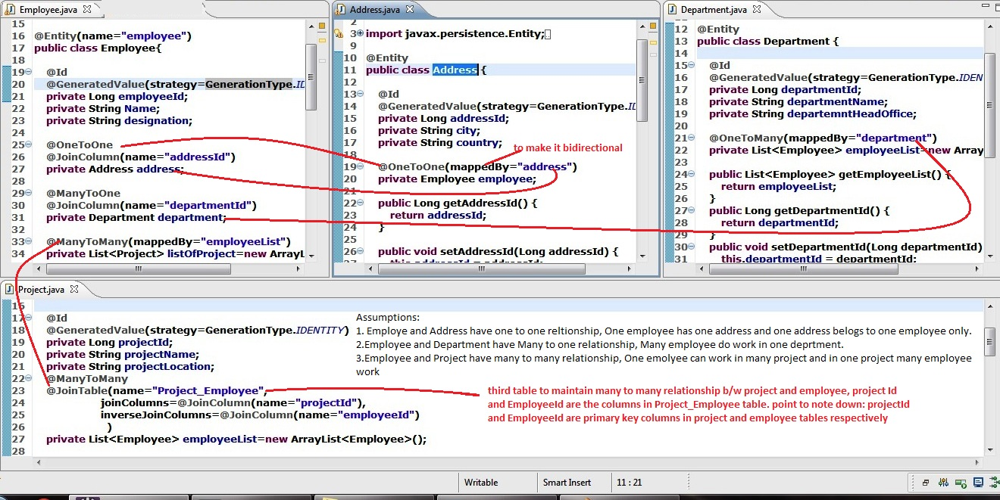 Employee.java
15
16 @Entity(name="employee")
17 public class Employee{
18
19 @Id
20 @GeneratedValue(strategy=GenerationType.ID
21 private Long employeeId;
22 private String Name;
23 private String designation;
24
25 @OneToOne
26 @JoinColumn(name="addressId")
27 private Address address;
28
29 @ManyToOne
30 @JoinColumn(name="departmentId")
31 private Department department;
32
33 @ManyToMany(mappedBy="employeeList")
34 private List<Project> listOfProject=new ArrayL
Address.java
2
3 import javax.persistence.Entity;
9
10 @Entity
11 public class Address {
12
13 @Id
14 @GeneratedValue(strategy=GenerationType.ID
15 private Long addressId;
16 private String city;
17 private String country;
18
to make it bidirectional
19 @OneToOne(mappedBy="address")
20 private Employee employee;
21
22 public Long getAddressId() {
23 return addressId;
24 }
25
26 public void setAddressId(Long addressId) {
27 this.addressId = addressId;
Department.java
12 @Entity
13 public class Department {
14
15 @Id
16 @GeneratedValue(strategy=GenerationType.IDEN
17 private Long departmentId;
18 private String departmentName;
19 private String departemntHeadOffice;
20
21 @OneToMany(mappedBy="department")
22 private List<Employee> employeeList=new Array
23
24 public List<Employee> getEmployeeList() {
25 return employeeList;
26 }
27 public Long getDepartmentId() {
28 return departmentId;
29 }
30 public void setDepartmentId(Long departmentId)
31 this.departmentId = departmentId;
Project.java
16
17 @Id
18 @GeneratedValue(strategy=GenerationType.IDENTITY)
19 private Long projectId;
20 private String projectName;
21 private String projectLocation;
22 @ManyToMany
23 @JoinTable(name="Project_Employee",
24 joinColumns=@JoinColumn(name="projectId"),
25 inverseJoinColumns=@JoinColumn(name="employeeId")
26 )
27 private List<Employee> employeeList=new ArrayList<Employee>();
28
Assumptions:
1. Employe and Address have one to one reltionship, One employee has one address and one address belogs to one employee only.
2.Employee and Department have Many to one relationship, Many employee do work in one deprtment.
3.Employee and Project have many to many relationship, One emolyee can work in many project and in one project many employee
work
third table to maintain many to many relationship b/w project and employee, project Id
and EmployeeId are the columns in Project_Employee table. point to note down: projectId
and EmployeeId are primary key columns in project and employee tables respectively
Writable
Smart Insert
11 : 21